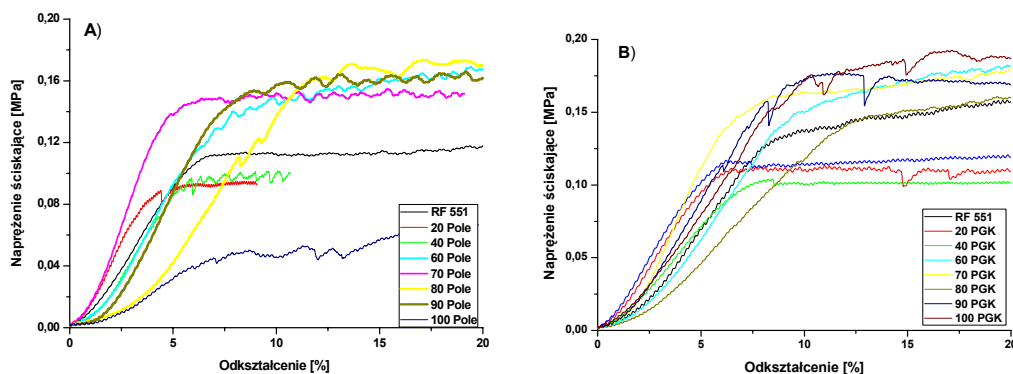 A)
Naprężenie ściskające [MPa]
0,20
0,16
0,12
0,08
0,04
0,00
0
5
10
15
20
Odkształcenie [%]
RF 551
20 Pole
40 Pole
60 Pole
70 Pole
80 Pole
90 Pole
100 Pole
B)
Naprężenie ściskające [MPa]
0,20
0,15
0,10
0,05
0,00
0
5
10
15
20
Odkształcenie [%]
RF 551
20 PGK
40 PGK
60 PGK
70 PGK
80 PGK
90 PGK
100 PGK